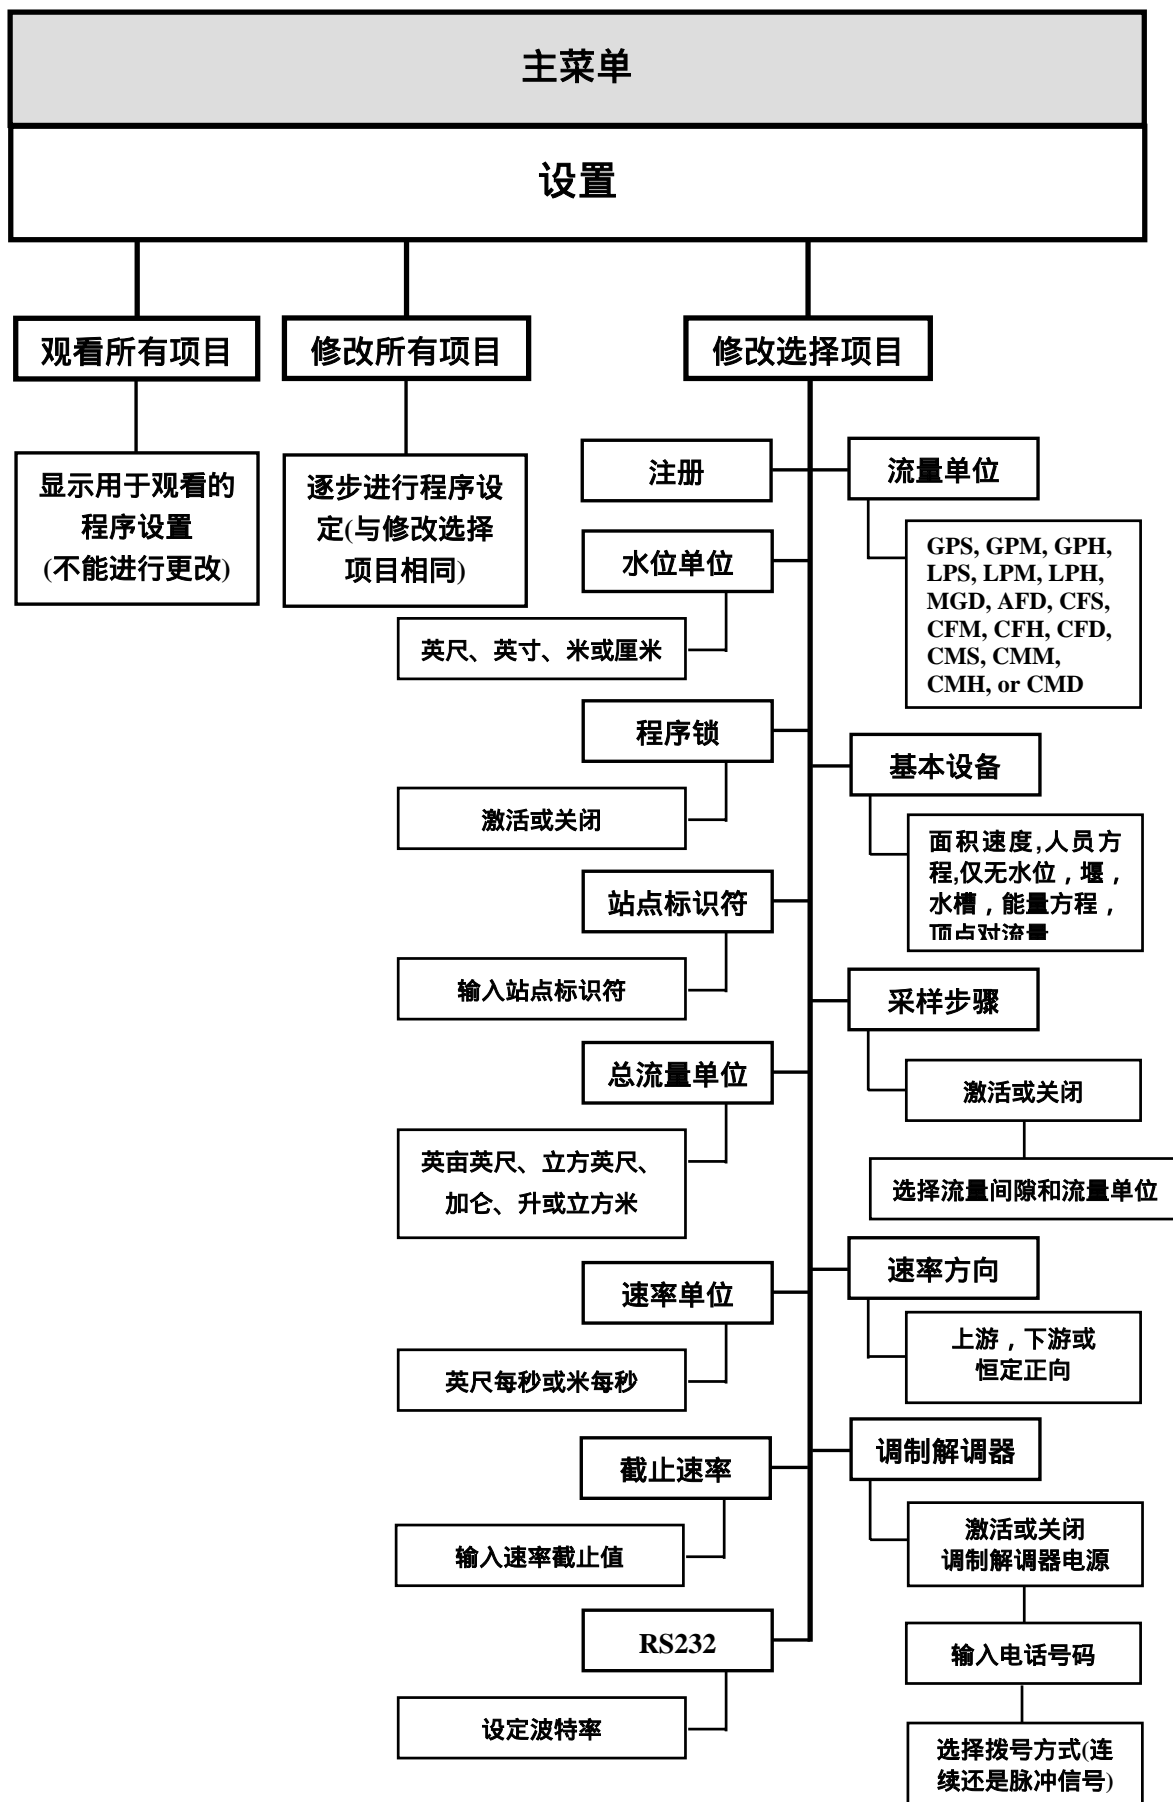 主菜单
设置
观看所有项目
修改所有项目
修改选择项目
显示用于观看的
程序设置
(不能进行更改)
逐步进行程序设
定(与修改选择
项目相同)
注册
流量单位
GPS, GPM, GPH,
LPS, LPM, LPH,
MGD, AFD, CFS,
CFM, CFH, CFD,
CMS, CMM,
CMH, or CMD
水位单位
英尺、英寸、米或厘米
程序锁
激活或关闭
基本设备
面积速度,人员方
程,仅无水位，堰，
水槽，能量方程，
顶点对流量
站点标识符
输入站点标识符
采样步骤
激活或关闭
选择流量间隙和流量单位
总流量单位
英亩英尺、立方英尺、
加仑、升或立方米
速率单位
英尺每秒或米每秒
速率方向
上游，下游或
恒定正向
截止速率
输入速率截止值
调制解调器
激活或关闭
调制解调器电源
输入电话号码
选择拨号方式(连
续还是脉冲信号)
RS232
设定波特率